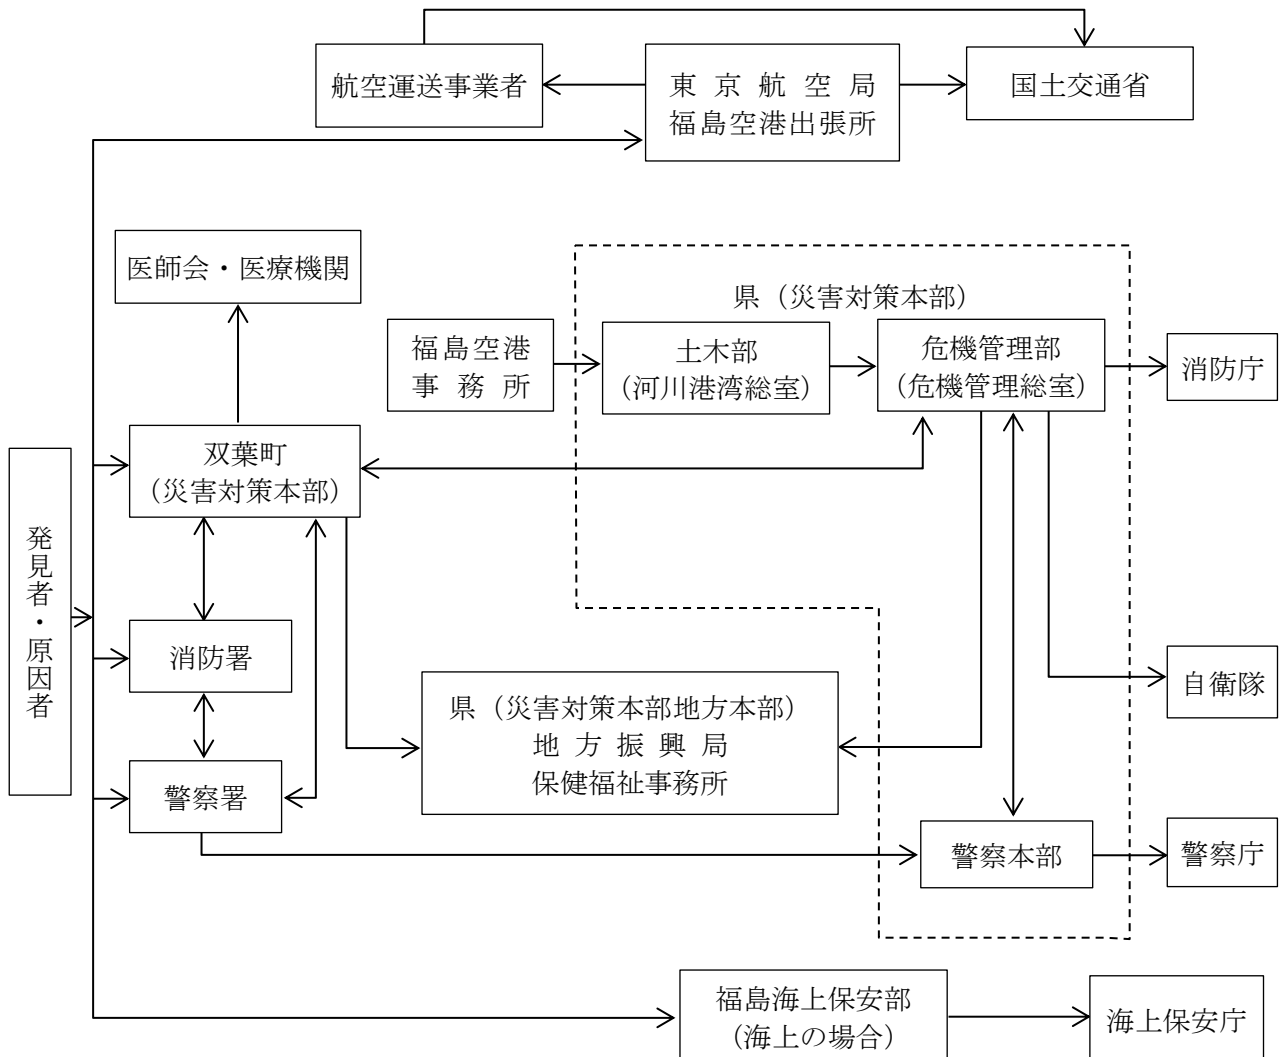 航空運送事業者
東京航空局
福島空港出張所
国土交通省
医師会・医療機関
県（災害対策本部）
福島空港
事務所
土木部
（河川港湾総室）
危機管理部
（危機管理総室）
消防庁
双葉町
（災害対策本部）
発見者・原因者
消防署
自衛隊
県（災害対策本部地方本部）
地方振興局
保健福祉事務所
警察署
警察本部
警察庁
福島海上保安部
（海上の場合）
海上保安庁